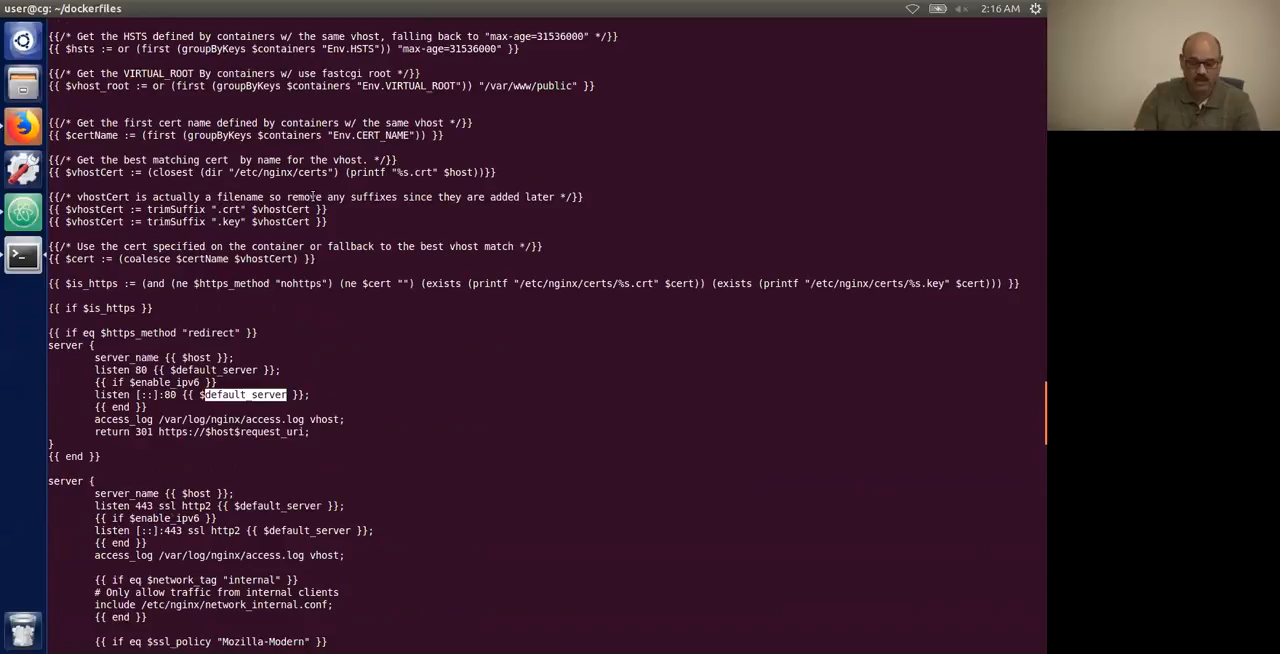 user@cg: ~/dockerfiles
2:16 AM
{{/* Get the HSTS defined by containers w/ the same vhost, falling back to "max-age=31536000" */}}
{{ $hsts := or (first (groupByKeys $containers "Env.HSTS")) "max-age=31536000" }}
{{/* Get the VIRTUAL_ROOT By containers w/ use fastcgi root */}}
{{ $vhost_root := or (first (groupByKeys $containers "Env.VIRTUAL_ROOT")) "/var/www/public" }}
{{/* Get the first cert name defined by containers w/ the same vhost */}}
{{ $certName := (first (groupByKeys $containers "Env.CERT_NAME")) }}
{{/* Get the best matching cert  by name for the vhost. */}}
{{ $vhostCert := (closest (dir "/etc/nginx/certs") (printf "%s.crt" $host))}}
{{/* vhostCert is actually a filename so remove any suffixes since they are added later */}}
{{ $vhostCert := trimSuffix ".crt" $vhostCert }}
{{ $vhostCert := trimSuffix ".key" $vhostCert }}
{{/* Use the cert specified on the container or fallback to the best vhost match */}}
{{ $cert := (coalesce $certName $vhostCert) }}
{{ $is_https := (and (ne $https_method "nohttps") (ne $cert "") (exists (printf "/etc/nginx/certs/%s.crt" $cert)) (exists (printf "/etc/nginx/certs/%s.key" $cert))) }}
{{ if $is_https }}
{{ if eq $https_method "redirect" }}
server {
        server_name {{ $host }};
        listen 80 {{ $default_server }};
        {{ if $enable_ipv6 }}
        listen [::]:80 {{ $default_server }};
        {{ end }}
        access_log /var/log/nginx/access.log vhost;
        return 301 https://$host$request_uri;
}
{{ end }}
server {
        server_name {{ $host }};
        listen 443 ssl http2 {{ $default_server }};
        {{ if $enable_ipv6 }}
        listen [::]:443 ssl http2 {{ $default_server }};
        {{ end }}
        access_log /var/log/nginx/access.log vhost;
        {{ if eq $network_tag "internal" }}
        # Only allow traffic from internal clients
        include /etc/nginx/network_internal.conf;
        {{ end }}
        {{ if eq $ssl_policy "Mozilla-Modern" }}